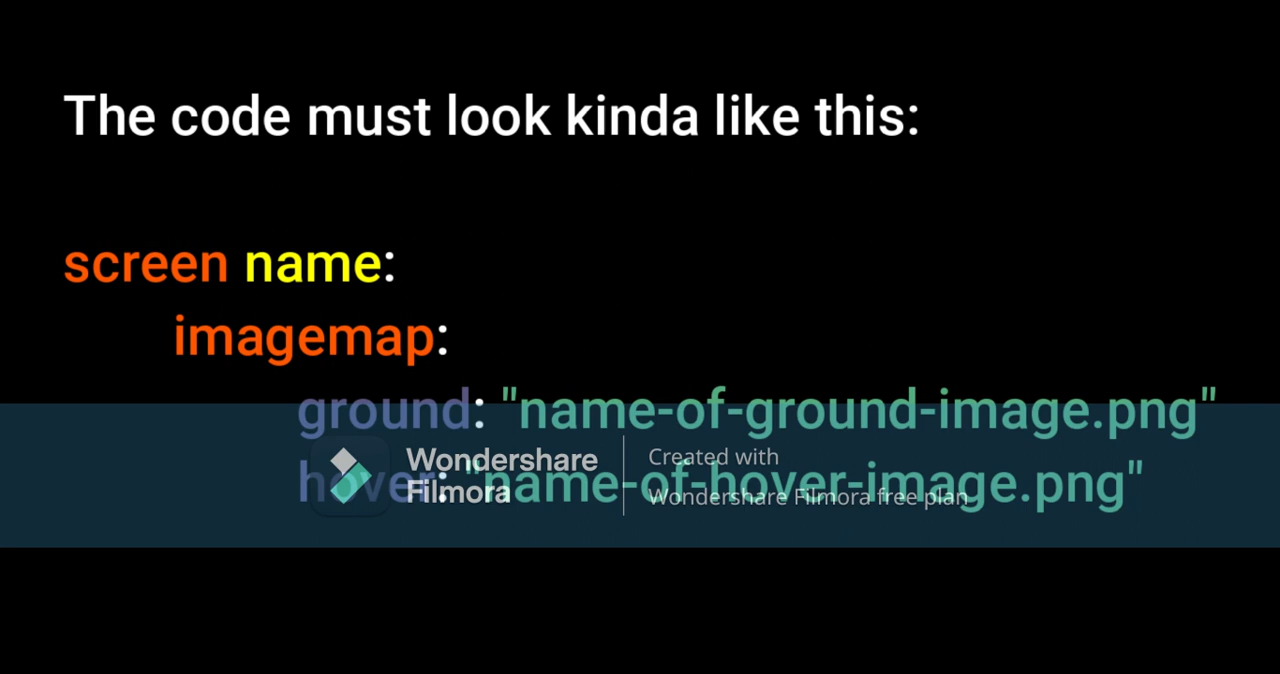 The code must look kinda like this:
screen name:
imagemap:
ground: "name-of-ground-image.png"
hover: "name-of-hover-image.png"
Wondershare
Filmora
Created with
Wondershare Filmora free plan